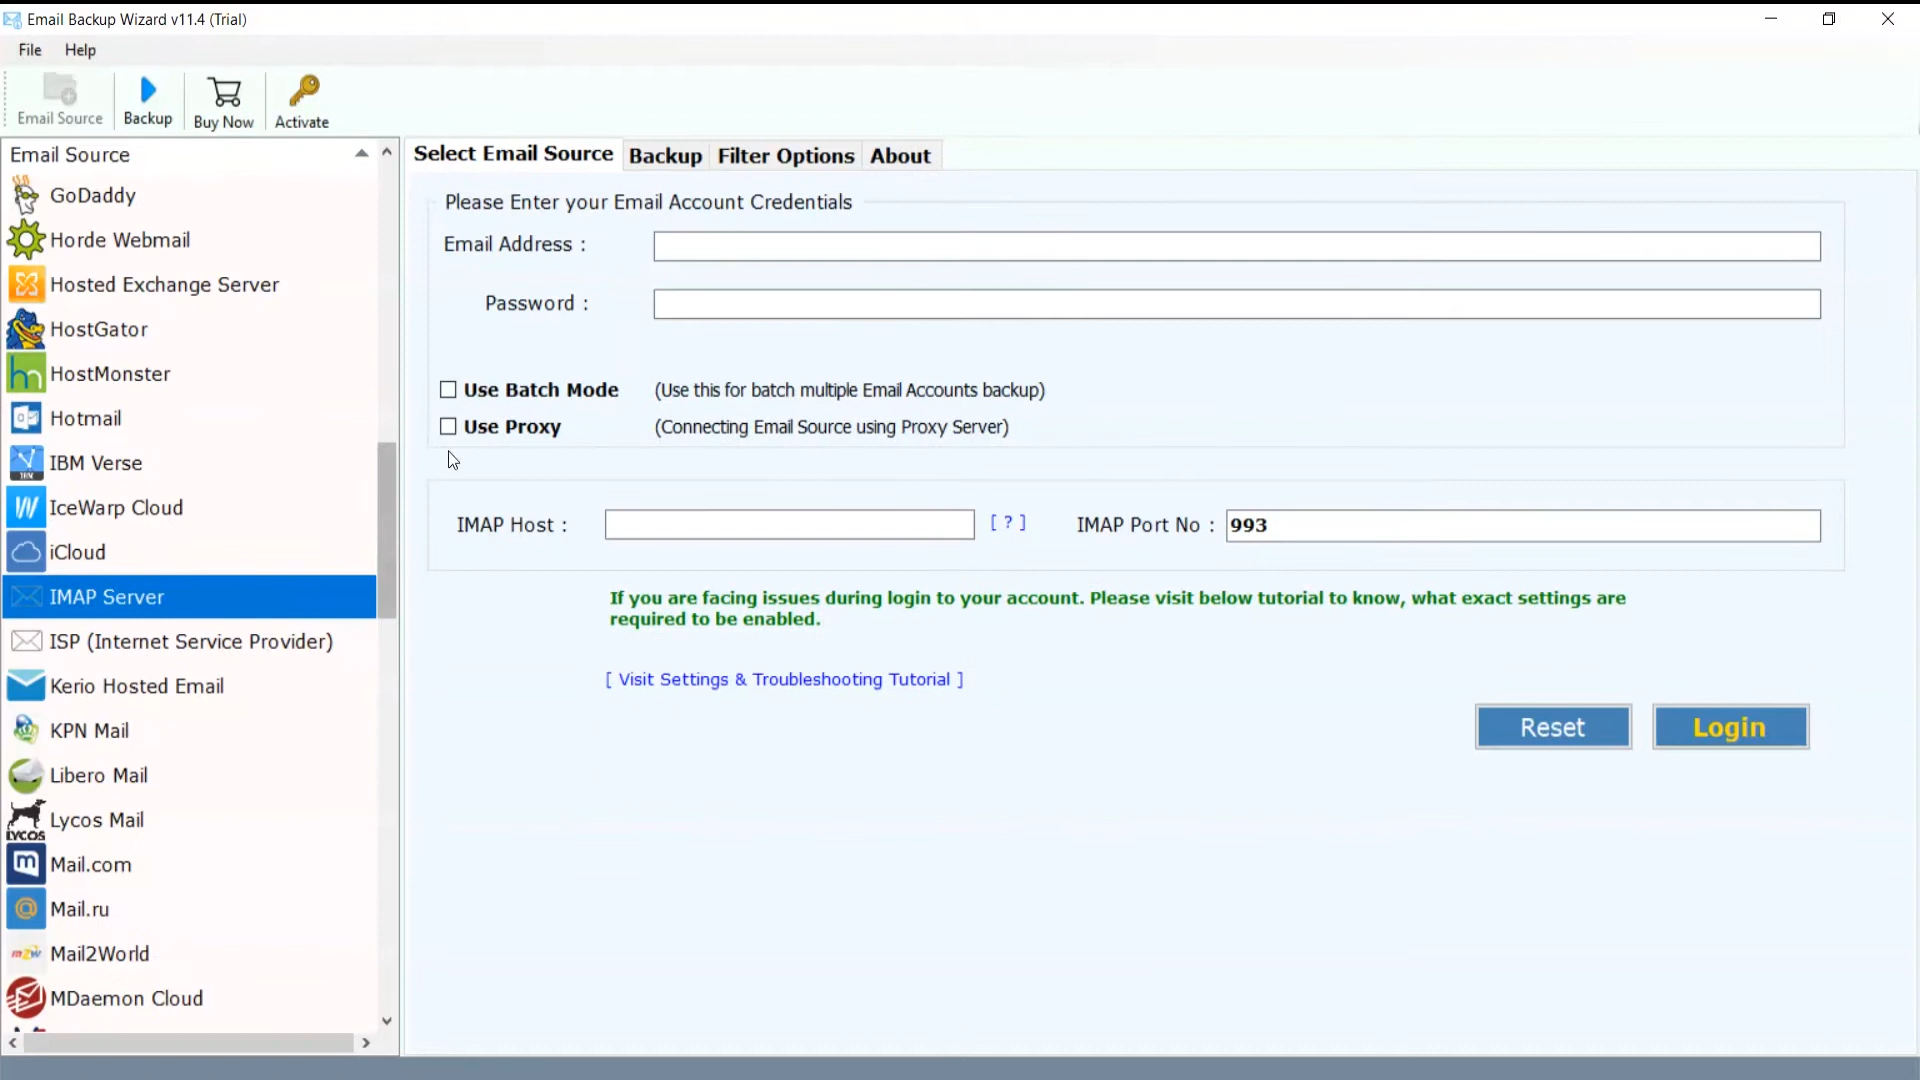 Email Backup Wizard v11.4 (Trial)
File Help
Email Source Backup Buy Now Activate
Email Source
GoDaddy
Horde Webmail
Hosted Exchange Server
HostGator
HostMonster
Hotmail
IBM Verse
IceWarp Cloud
iCloud
IMAP Server
ISP (Internet Service Provider)
Kerio Hosted Email
KPN Mail
Libero Mail
LYCOS Lycos Mail
Mail.com
Mail.ru
Mail2World
MDaemon Cloud
Select Email Source Backup Filter Options About
Please Enter your Email Account Credentials
Email Address :
Password :
Use Batch Mode (Use this for batch multiple Email Accounts backup)
Use Proxy (Connecting Email Source using Proxy Server)
IMAP Host : [ ? ] IMAP Port No : 993
If you are facing issues during login to your account. Please visit below tutorial to know, what exact settings are
required to be enabled.
[ Visit Settings & Troubleshooting Tutorial ]
Reset Login